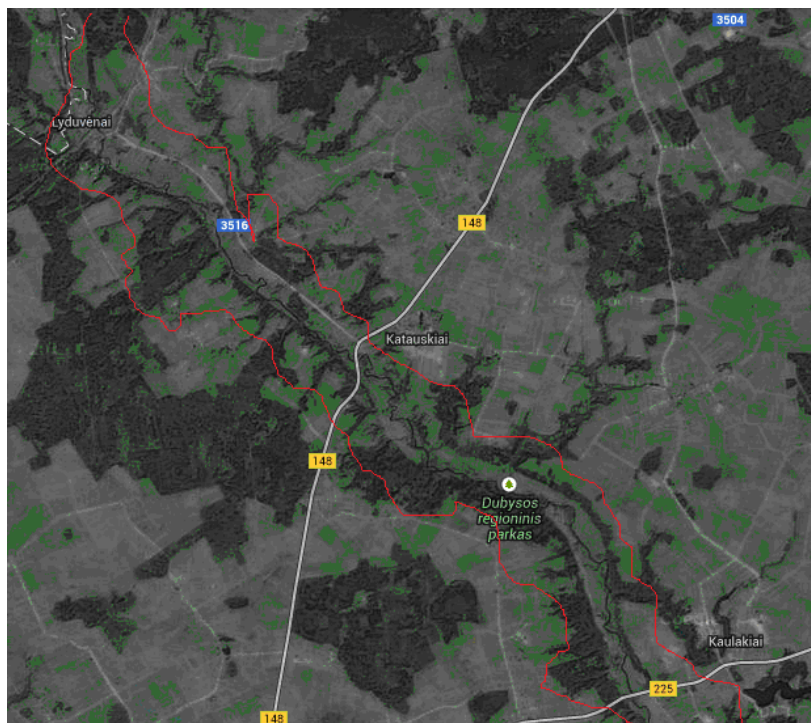 3504
Lyduvėnai
148
3516
Katauskiai
148
Dubysos
regioninis
parkas
Kaulakiai
225
148